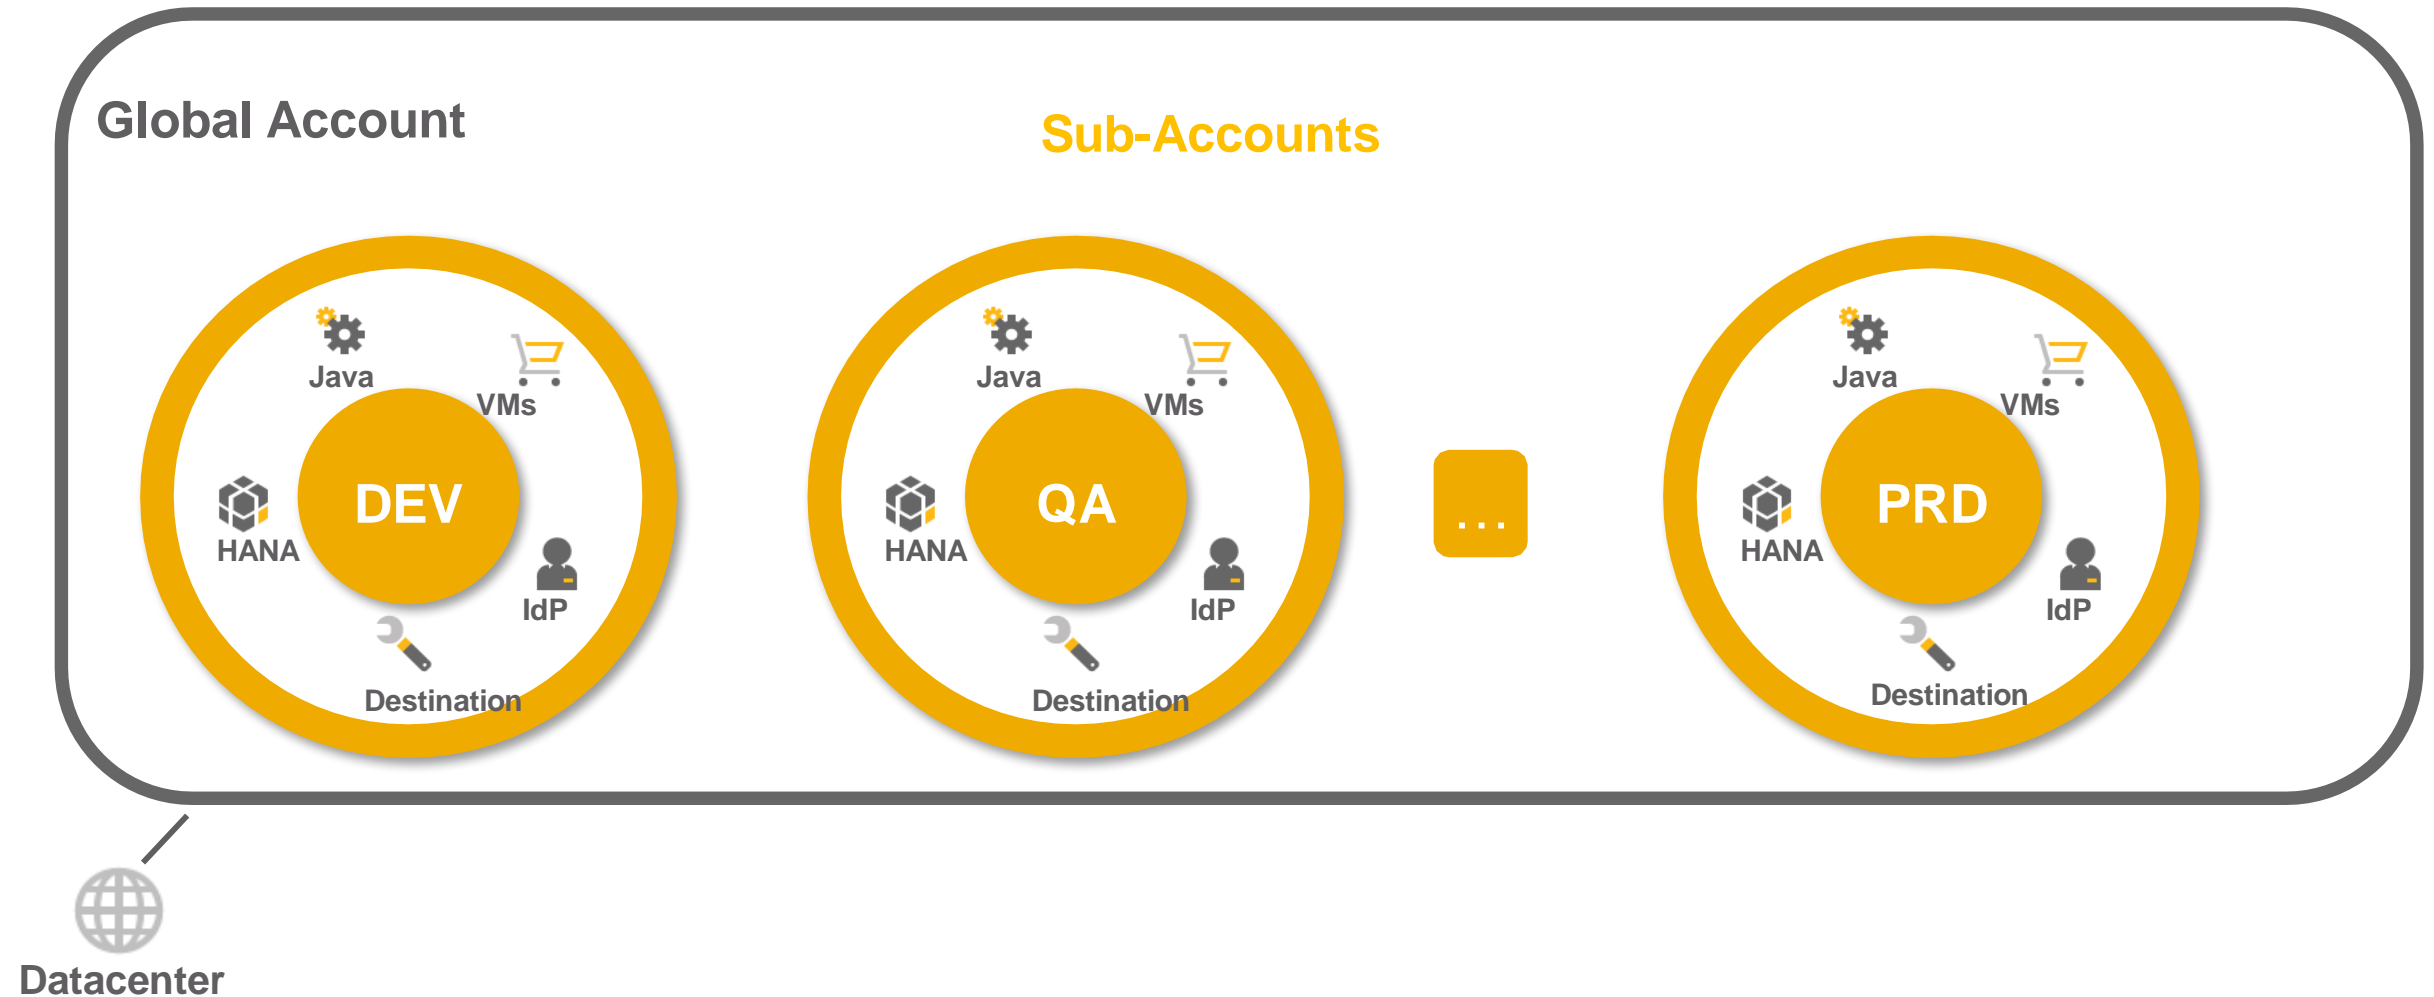 Global Account
Sub-Accounts
Java
VMs
DEV
HANA
IdP
Destination
Java
VMs
QA
HANA
IdP
Destination
...
Java
VMs
PRD
HANA
IdP
Destination
Datacenter